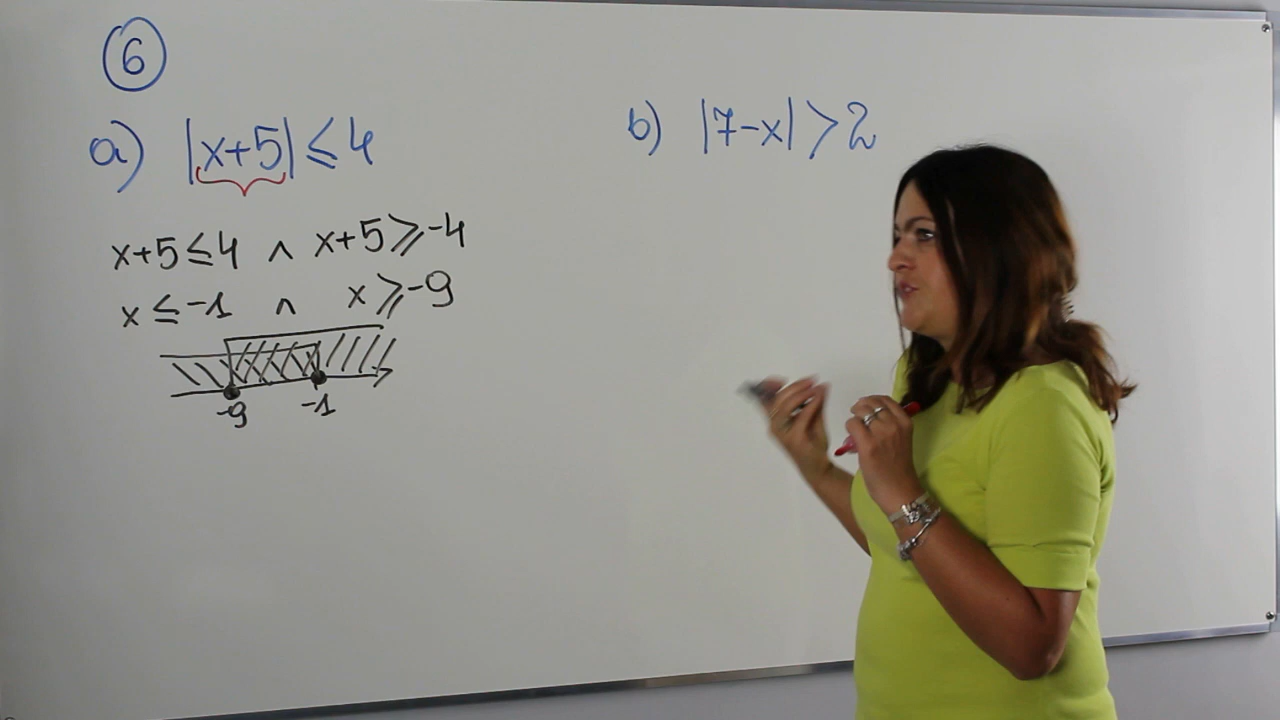 6
a) |x+5| ≤ 4
x+5 ≤ 4 ∧ x+5 ⩾ -4
x ≤ -1 ∧ x ⩾ -9
-9 -1
b) |7-x| > 2